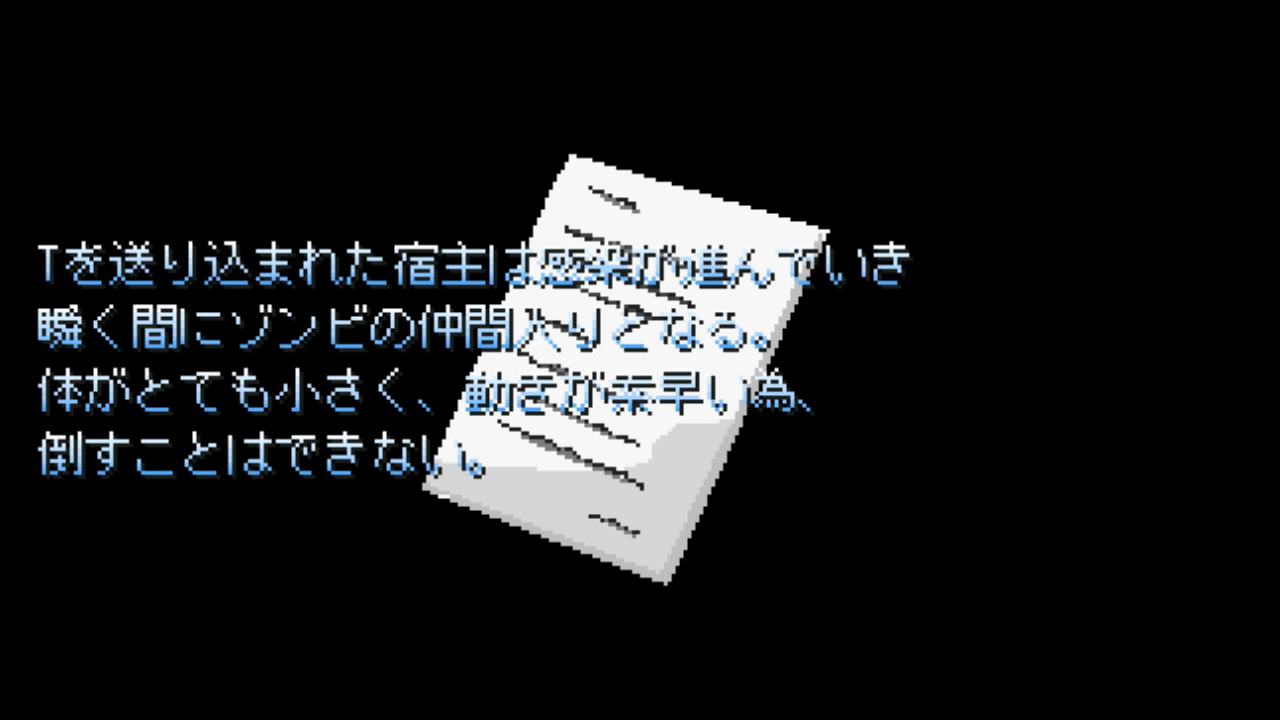 Tを送り込まれた宿主は感染が進んでいき
瞬く間にゾンビの仲間入りとなる。
体がとても小さく、動きが素早い為、
倒すことはできない。